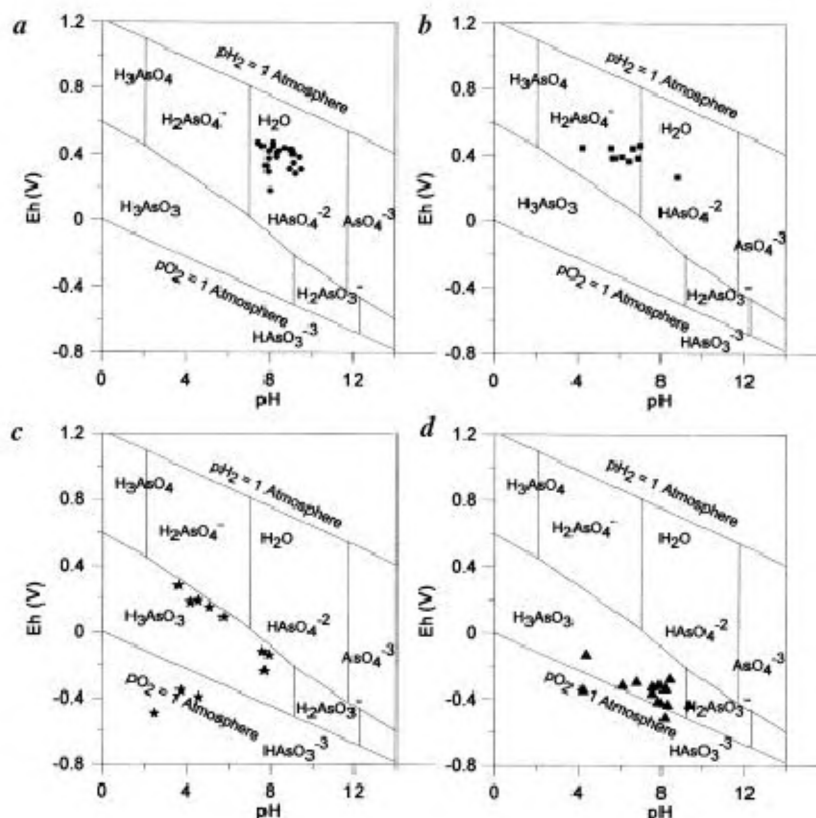 a
b
1.2
0.8
0.4
0
-0.4
-0.8
Eh (V)
pH₂ = 1 Atmosphere
H₃AsO₄
H₂AsO₄⁻
H₂O
H₃AsO₃
HAsO₄⁻²
AsO₄⁻³
H₂AsO₃⁻
pO₂ = 1 Atmosphere
HAsO₃⁻³
0 4 8 12
pH
1.2
0.8
0.4
0
-0.4
-0.8
Eh (V)
pH₂ = 1 Atmosphere
H₃AsO₄
H₂AsO₄⁻
H₂O
H₃AsO₃
HAsO₄⁻²
AsO₄⁻³
H₂AsO₃⁻
pO₂ = 1 Atmosphere
HAsO₃⁻³
0 4 8 12
pH
c
d
1.2
0.8
0.4
0
-0.4
-0.8
Eh (V)
pH₂ = 1 Atmosphere
H₃AsO₄
H₂AsO₄⁻
H₂O
H₃AsO₃
HAsO₄⁻²
AsO₄⁻³
H₂AsO₃⁻
pO₂ = 1 Atmosphere
HAsO₃⁻³
0 4 8 12
pH
1.2
0.8
0.4
0
-0.4
-0.8
Eh (V)
pH₂ = 1 Atmosphere
H₃AsO₄
H₂AsO₄⁻
H₂O
H₃AsO₃
HAsO₄⁻²
AsO₄⁻³
H₂AsO₃⁻
pO₂ = 1 Atmosphere
HAsO₃⁻³
0 4 8 12
pH